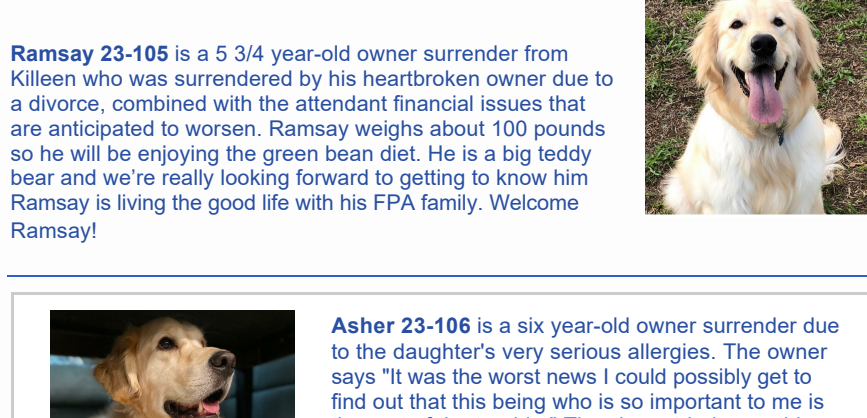 Ramsay 23-105 is a 5 3/4 year-old owner surrender from
Killeen who was surrendered by his heartbroken owner due to
a divorce, combined with the attendant financial issues that
are anticipated to worsen. Ramsay weighs about 100 pounds
so he will be enjoying the green bean diet. He is a big teddy
bear and we’re really looking forward to getting to know him
Ramsay is living the good life with his FPA family. Welcome
Ramsay!
Asher 23-106 is a six year-old owner surrender due
to the daughter's very serious allergies. The owner
says "It was the worst news I could possibly get to
find out that this being who is so important to me is